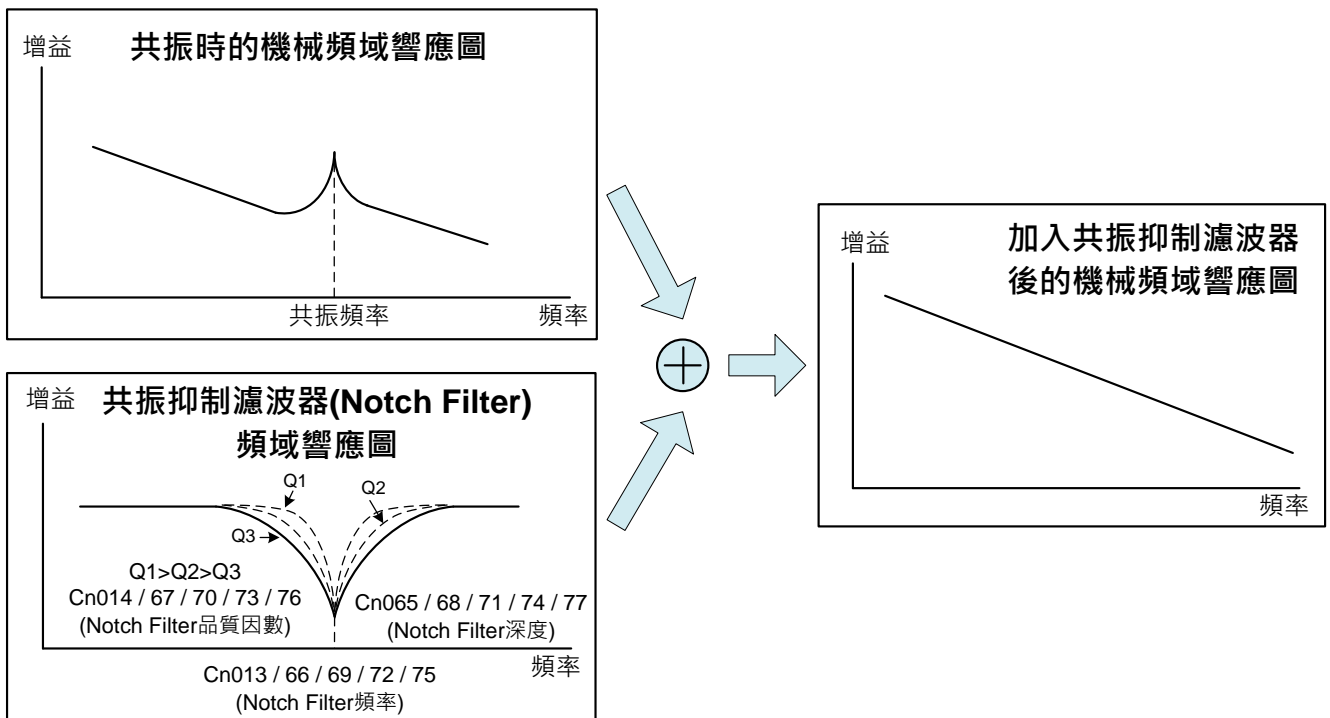 增益
共振時的機械頻域響應圖
共振頻率
頻率
增益
共振抑制濾波器(Notch Filter)
頻域響應圖
Q1
Q2
Q3
Q1>Q2>Q3
Cn014 / 67 / 70 / 73 / 76
(Notch Filter品質因數)
Cn065 / 68 / 71 / 74 / 77
(Notch Filter深度)
頻率
Cn013 / 66 / 69 / 72 / 75
(Notch Filter頻率)
增益
加入共振抑制濾波器
後的機械頻域響應圖
頻率